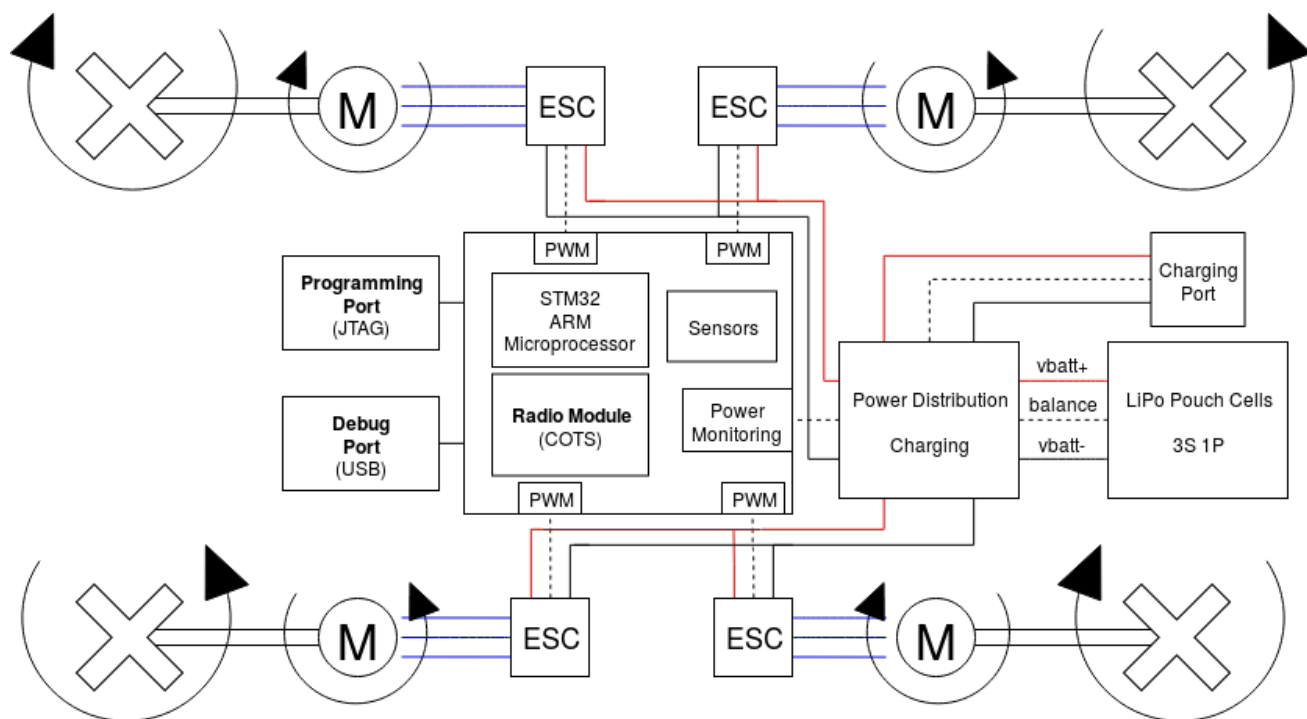 M
ESC
ESC
M
PWM
PWM
Programming
Port
(JTAG)
STM32
ARM
Microprocessor
Sensors
Charging
Port
Debug
Port
(USB)
Radio Module
(COTS)
Power
Monitoring
Power Distribution
Charging
vbatt+
balance
vbatt-
LiPo Pouch Cells
3S 1P
PWM
PWM
M
ESC
ESC
M